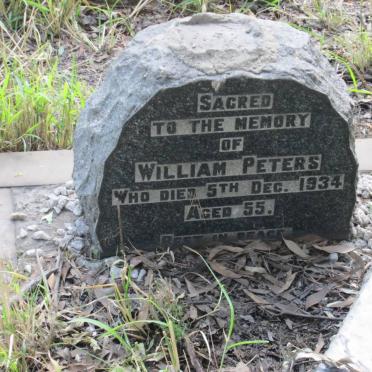 SACRED
TO THE MEMORY
OF
WILLIAM PETERS
WHO DIED 5TH DEC. 1934
AGED 55.